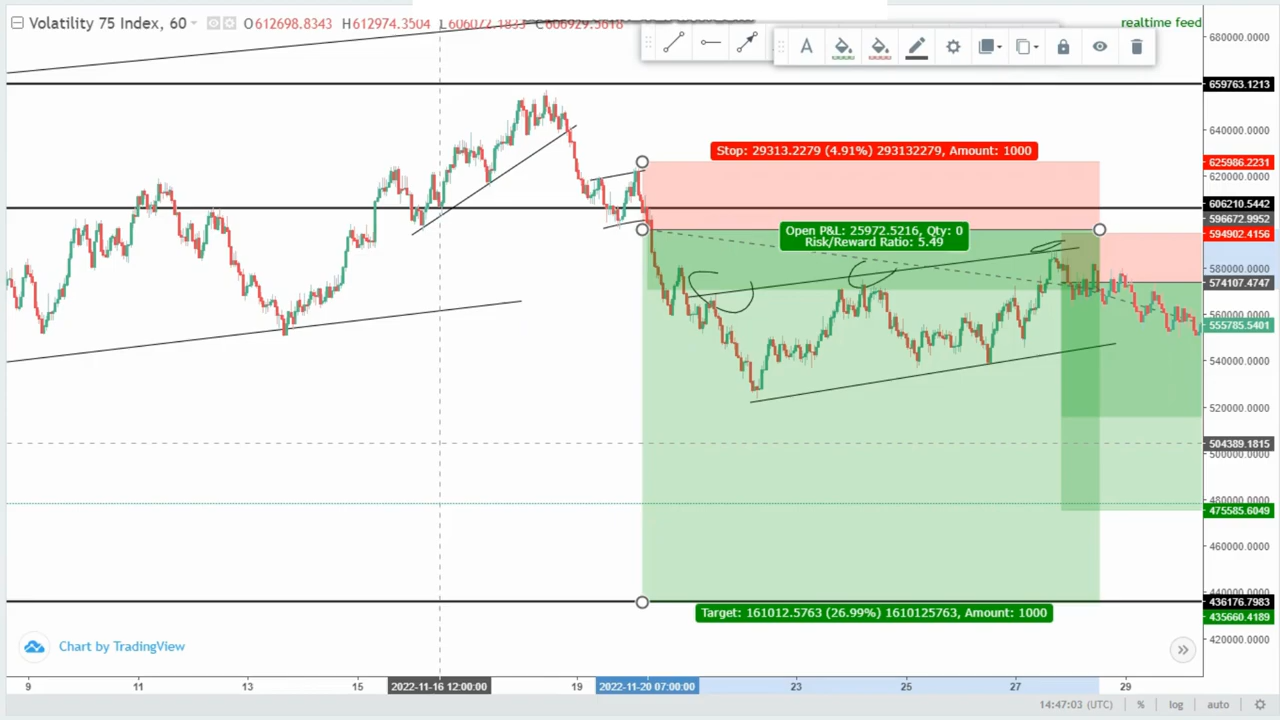 Volatility 75 Index, 60 O612698.8343 H612974.3504 L606072.1833 C606929.5618
realtime feed
A
680000.0000
659763.1213
640000.0000
Stop: 29313.2279 (4.91%) 293132279, Amount: 1000
625986.2231
620000.0000
606210.5442
596672.9952
Open P&L: 25972.5216, Qty: 0
Risk/Reward Ratio: 5.49
594902.4156
580000.0000
574107.4747
560000.0000
555785.5401
540000.0000
520000.0000
504389.1815
500000.0000
480000.0000
475585.6049
460000.0000
440000.0000
436176.7983
Target: 161012.5763 (26.99%) 1610125763, Amount: 1000
435660.4189
420000.0000
Chart by TradingView
9 11 13 15 2022-11-16 12:00:00 19 2022-11-20 07:00:00 23 25 27 29
14:47:03 (UTC) % log auto